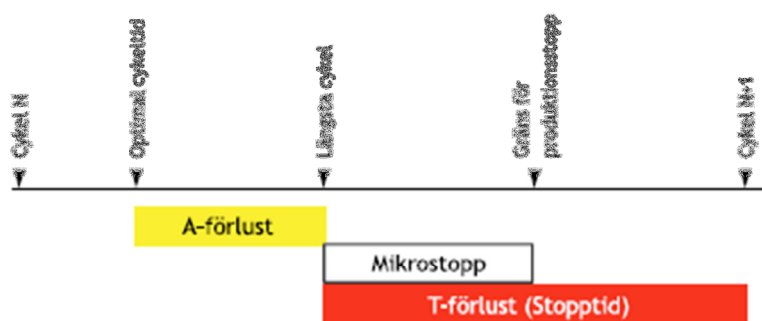 Cykel N
Optimal cykeltid
Längsta cykel
Gräns för
produktionsstopp
Cykel N+1
A-förlust
Mikrostopp
T-förlust (Stopptid)